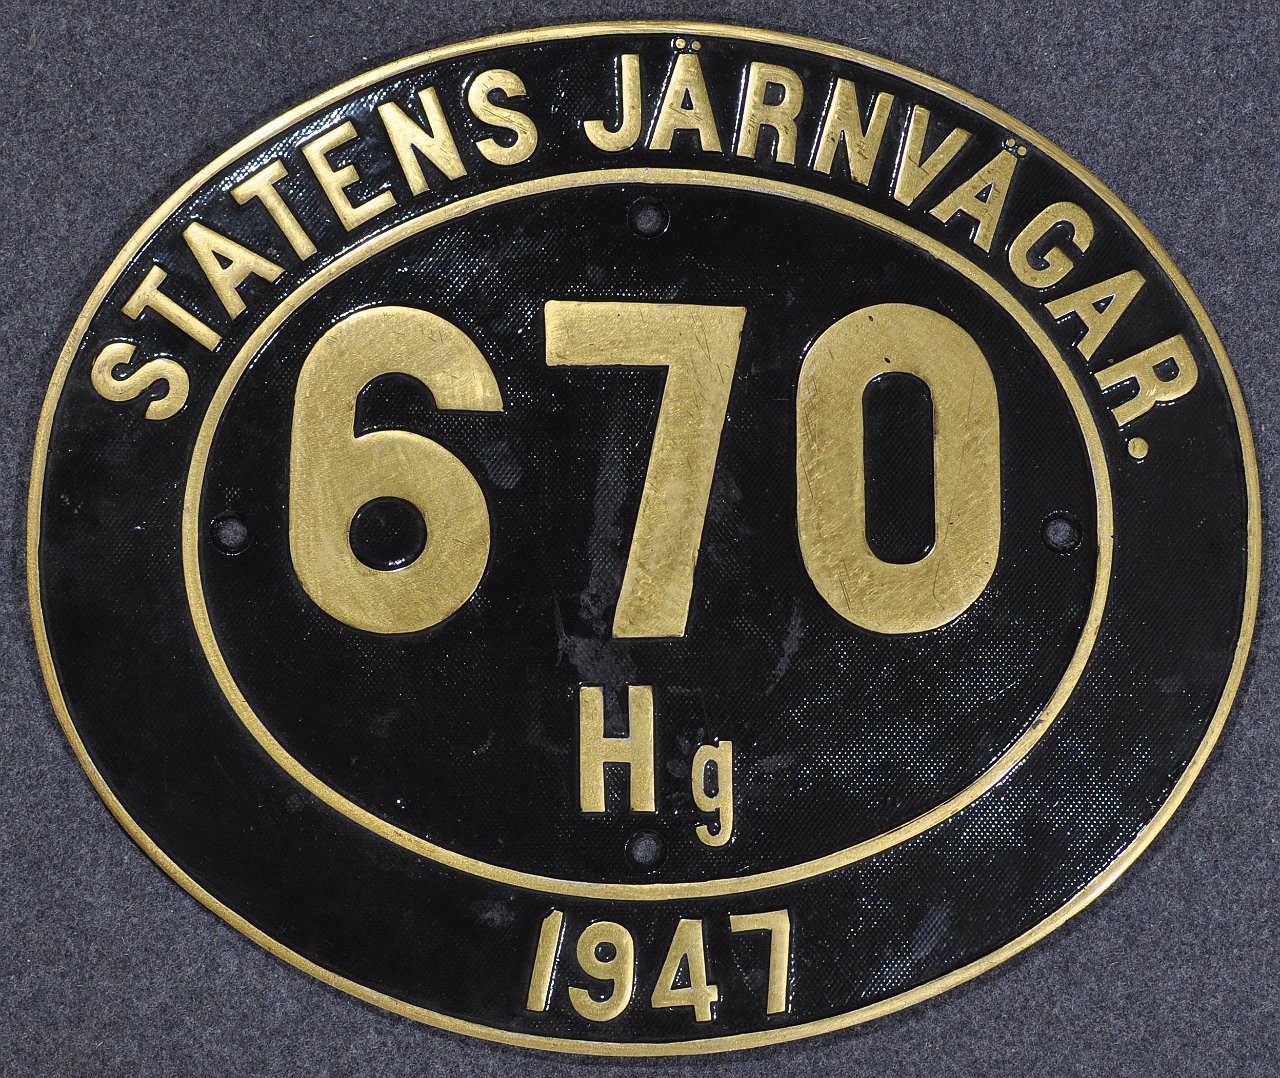 STATENS JÄRNVÄGAR.
670
Hg
1947